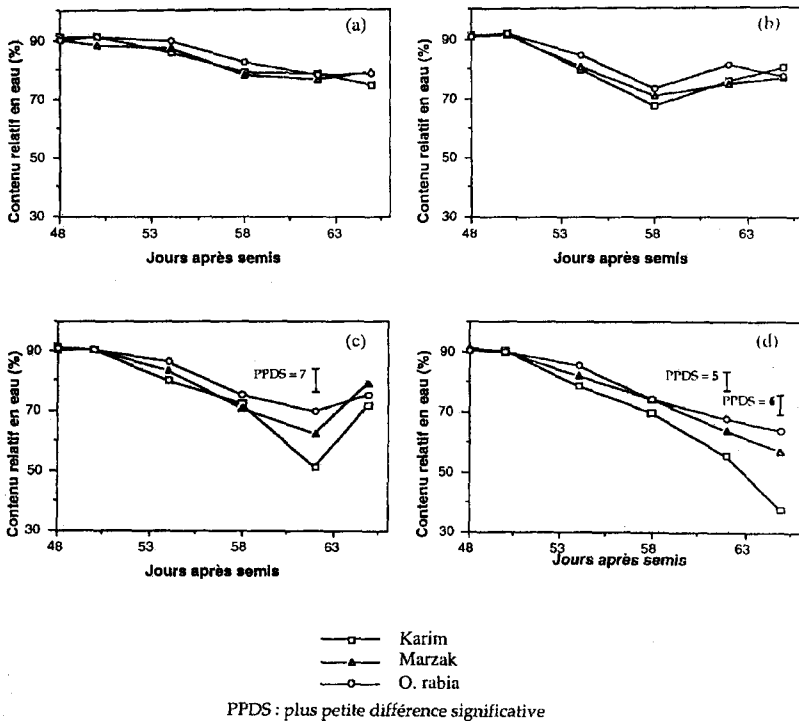 (a)
Contenu relatif en eau (%)
90
70
50
30
48
53
58
63
Jours après semis
(b)
Contenu relatif en eau (%)
90
70
50
30
48
53
58
63
Jours après semis
(c)
Contenu relatif en eau (%)
90
70
50
30
PPDS = 7
48
53
58
63
Jours après semis
(d)
Contenu relatif en eau (%)
90
70
50
30
PPDS = 5
PPDS = 6
48
53
58
63
Jours après semis
Karim
Marzak
O. rabia
PPDS : plus petite différence significative